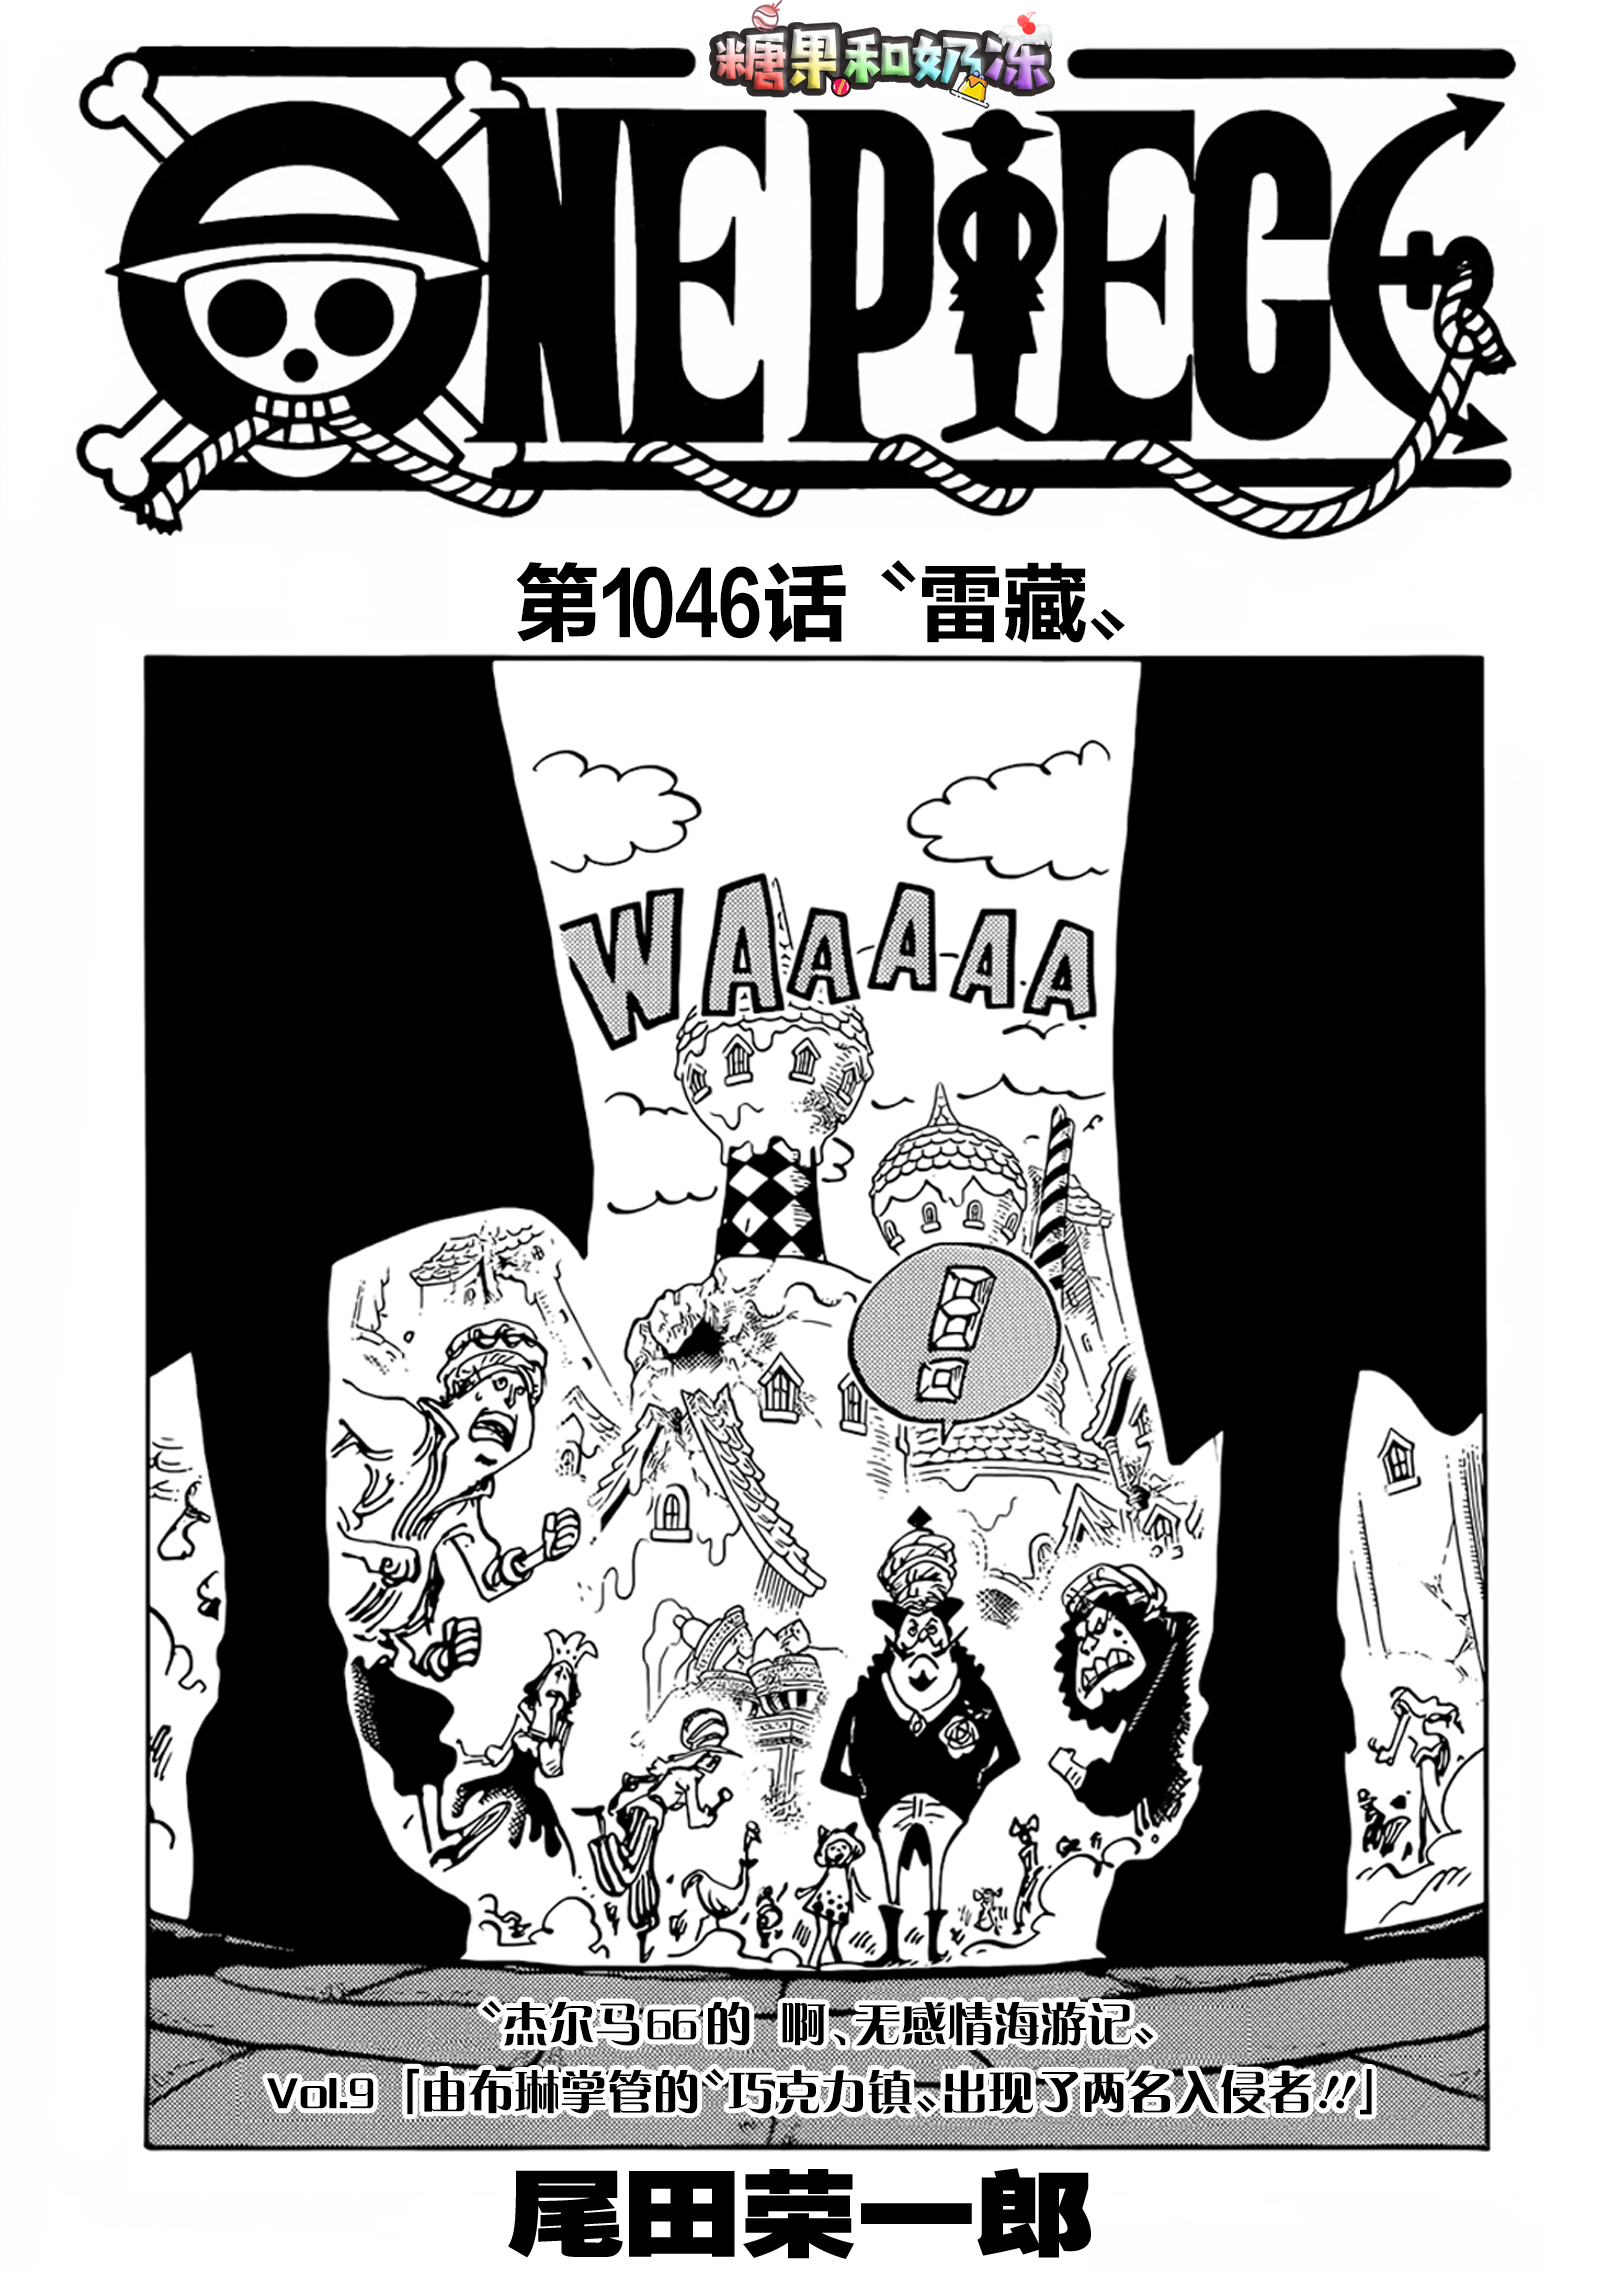 糖果和奶冻
ONE PIECE
第1046话〝雷藏〟
WAAAAAA
!
〝杰尔马66的 啊、无感情海游记〟
Vol.9「由布琳掌管的〝巧克力镇〟出现了两名入侵者!!」
尾田荣一郎